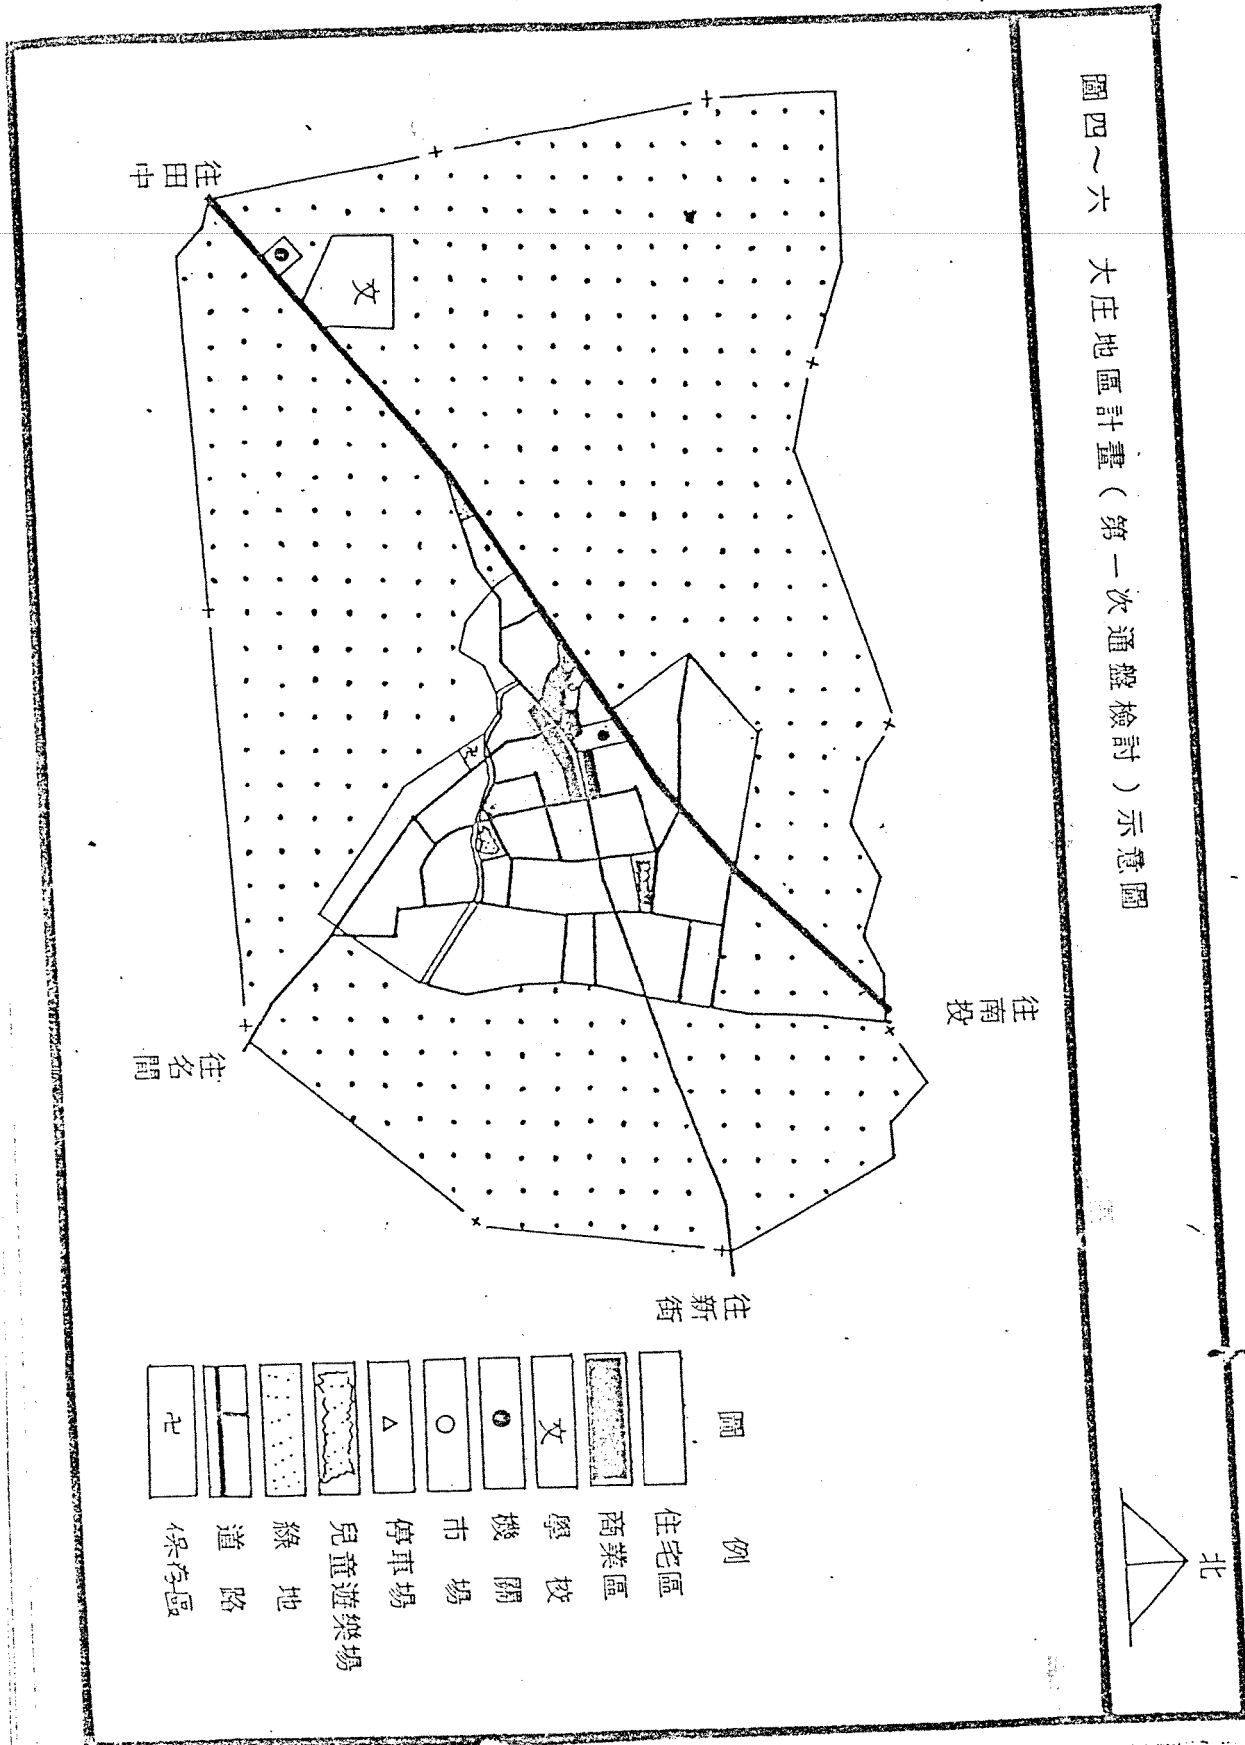 圖四～六　大庄地區計畫（第一次通盤檢討）示意圖
北
往田中
文
往南投
往名間
往新街
圖例
住宅區
商業區
文
學校
機關
市場
停車場
兒童遊樂場
綠地
道路
卍
保存區